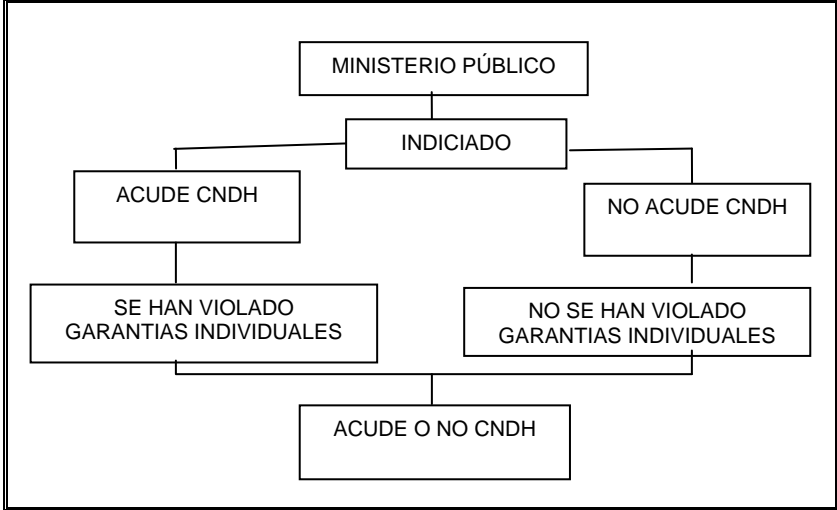 MINISTERIO PÚBLICO
INDICIADO
ACUDE CNDH
NO ACUDE CNDH
SE HAN VIOLADO
GARANTIAS INDIVIDUALES
NO SE HAN VIOLADO
GARANTIAS INDIVIDUALES
ACUDE O NO CNDH